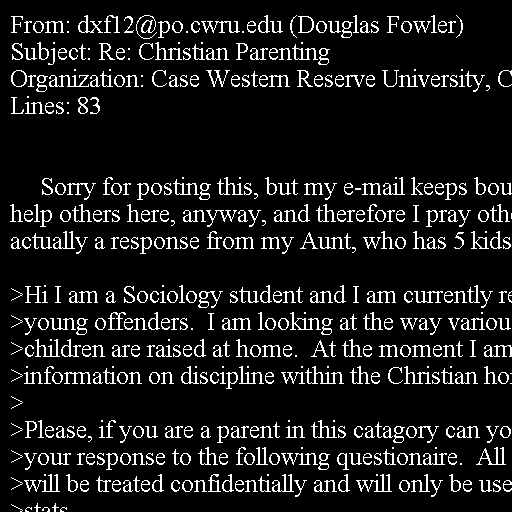 From: dxf12@po.cwru.edu (Douglas Fowler)
Subject: Re: Christian Parenting
Organization: Case Western Reserve University, C
Lines: 83
Sorry for posting this, but my e-mail keeps bou
help others here, anyway, and therefore I pray oth
actually a response from my Aunt, who has 5 kids
>Hi I am a Sociology student and I am currently re
>young offenders.  I am looking at the way variou
>children are raised at home.  At the moment I am
>information on discipline within the Christian ho
>
>Please, if you are a parent in this catagory can yo
>your response to the following questionaire.  All
>will be treated confidentially and will only be use
>stats